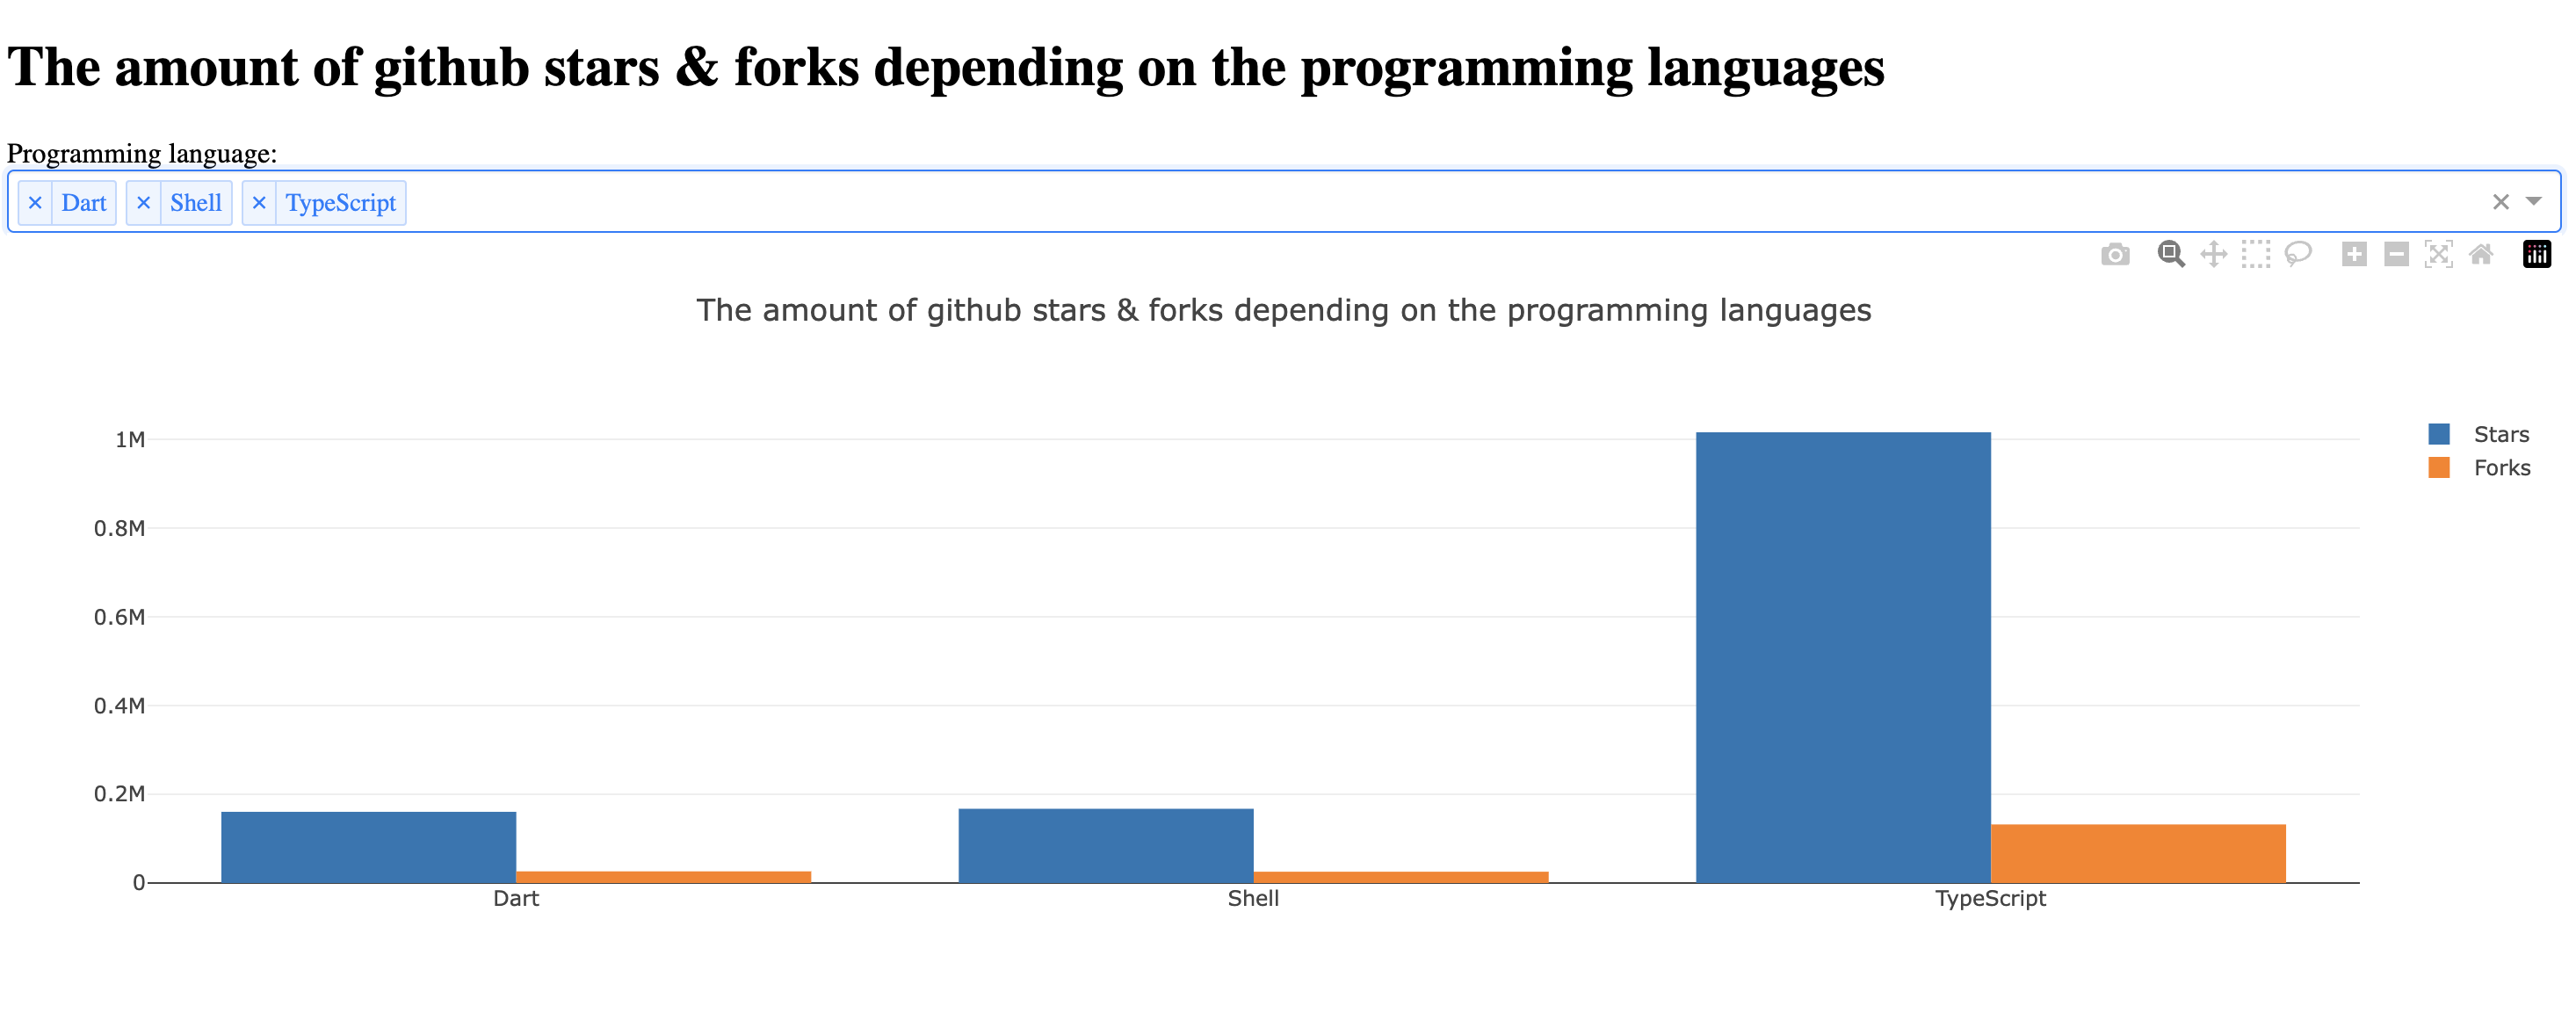 The amount of github stars & forks depending on the programming languages
Programming language:
× Dart × Shell × TypeScript
The amount of github stars & forks depending on the programming languages
1M
0.8M
0.6M
0.4M
0.2M
0
Dart Shell TypeScript
Stars
Forks